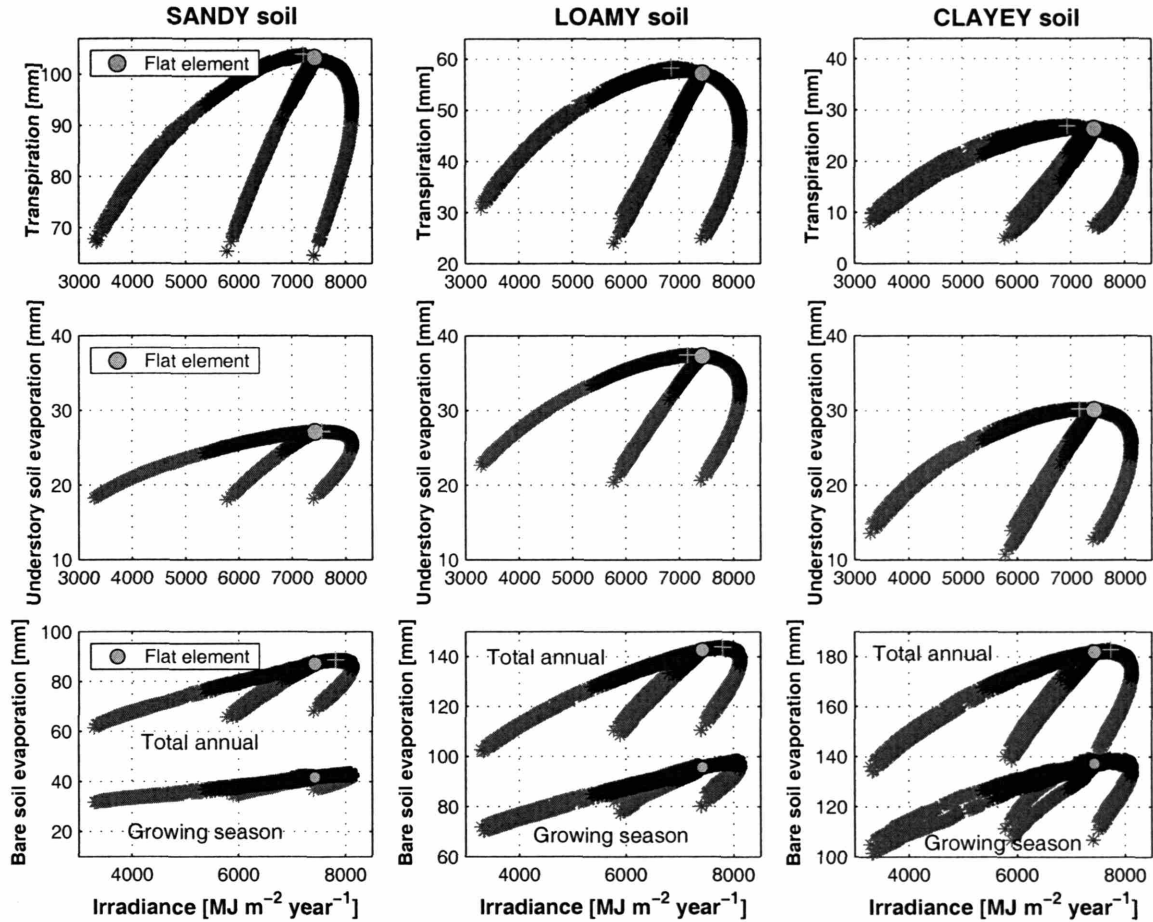 SANDY soil LOAMY soil CLAYEY soil
Transpiration [mm]
100
90
80
70
Flat element
3000 4000 5000 6000 7000 8000
Transpiration [mm]
60
50
40
30
20
3000 4000 5000 6000 7000 8000
Transpiration [mm]
40
30
20
10
0
3000 4000 5000 6000 7000 8000
Understory soil evaporation [mm]
40
30
20
10
Flat element
3000 4000 5000 6000 7000 8000
Understory soil evaporation [mm]
40
30
20
10
3000 4000 5000 6000 7000 8000
Understory soil evaporation [mm]
40
30
20
10
3000 4000 5000 6000 7000 8000
Bare soil evaporation [mm]
100
80
60
40
20
Flat element
Total annual
Growing season
4000 6000 8000
Irradiance [MJ m⁻² year⁻¹]
Bare soil evaporation [mm]
140
120
100
80
60
Total annual
Growing season
4000 6000 8000
Irradiance [MJ m⁻² year⁻¹]
Bare soil evaporation [mm]
180
160
140
120
100
Total annual
Growing season
4000 6000 8000
Irradiance [MJ m⁻² year⁻¹]